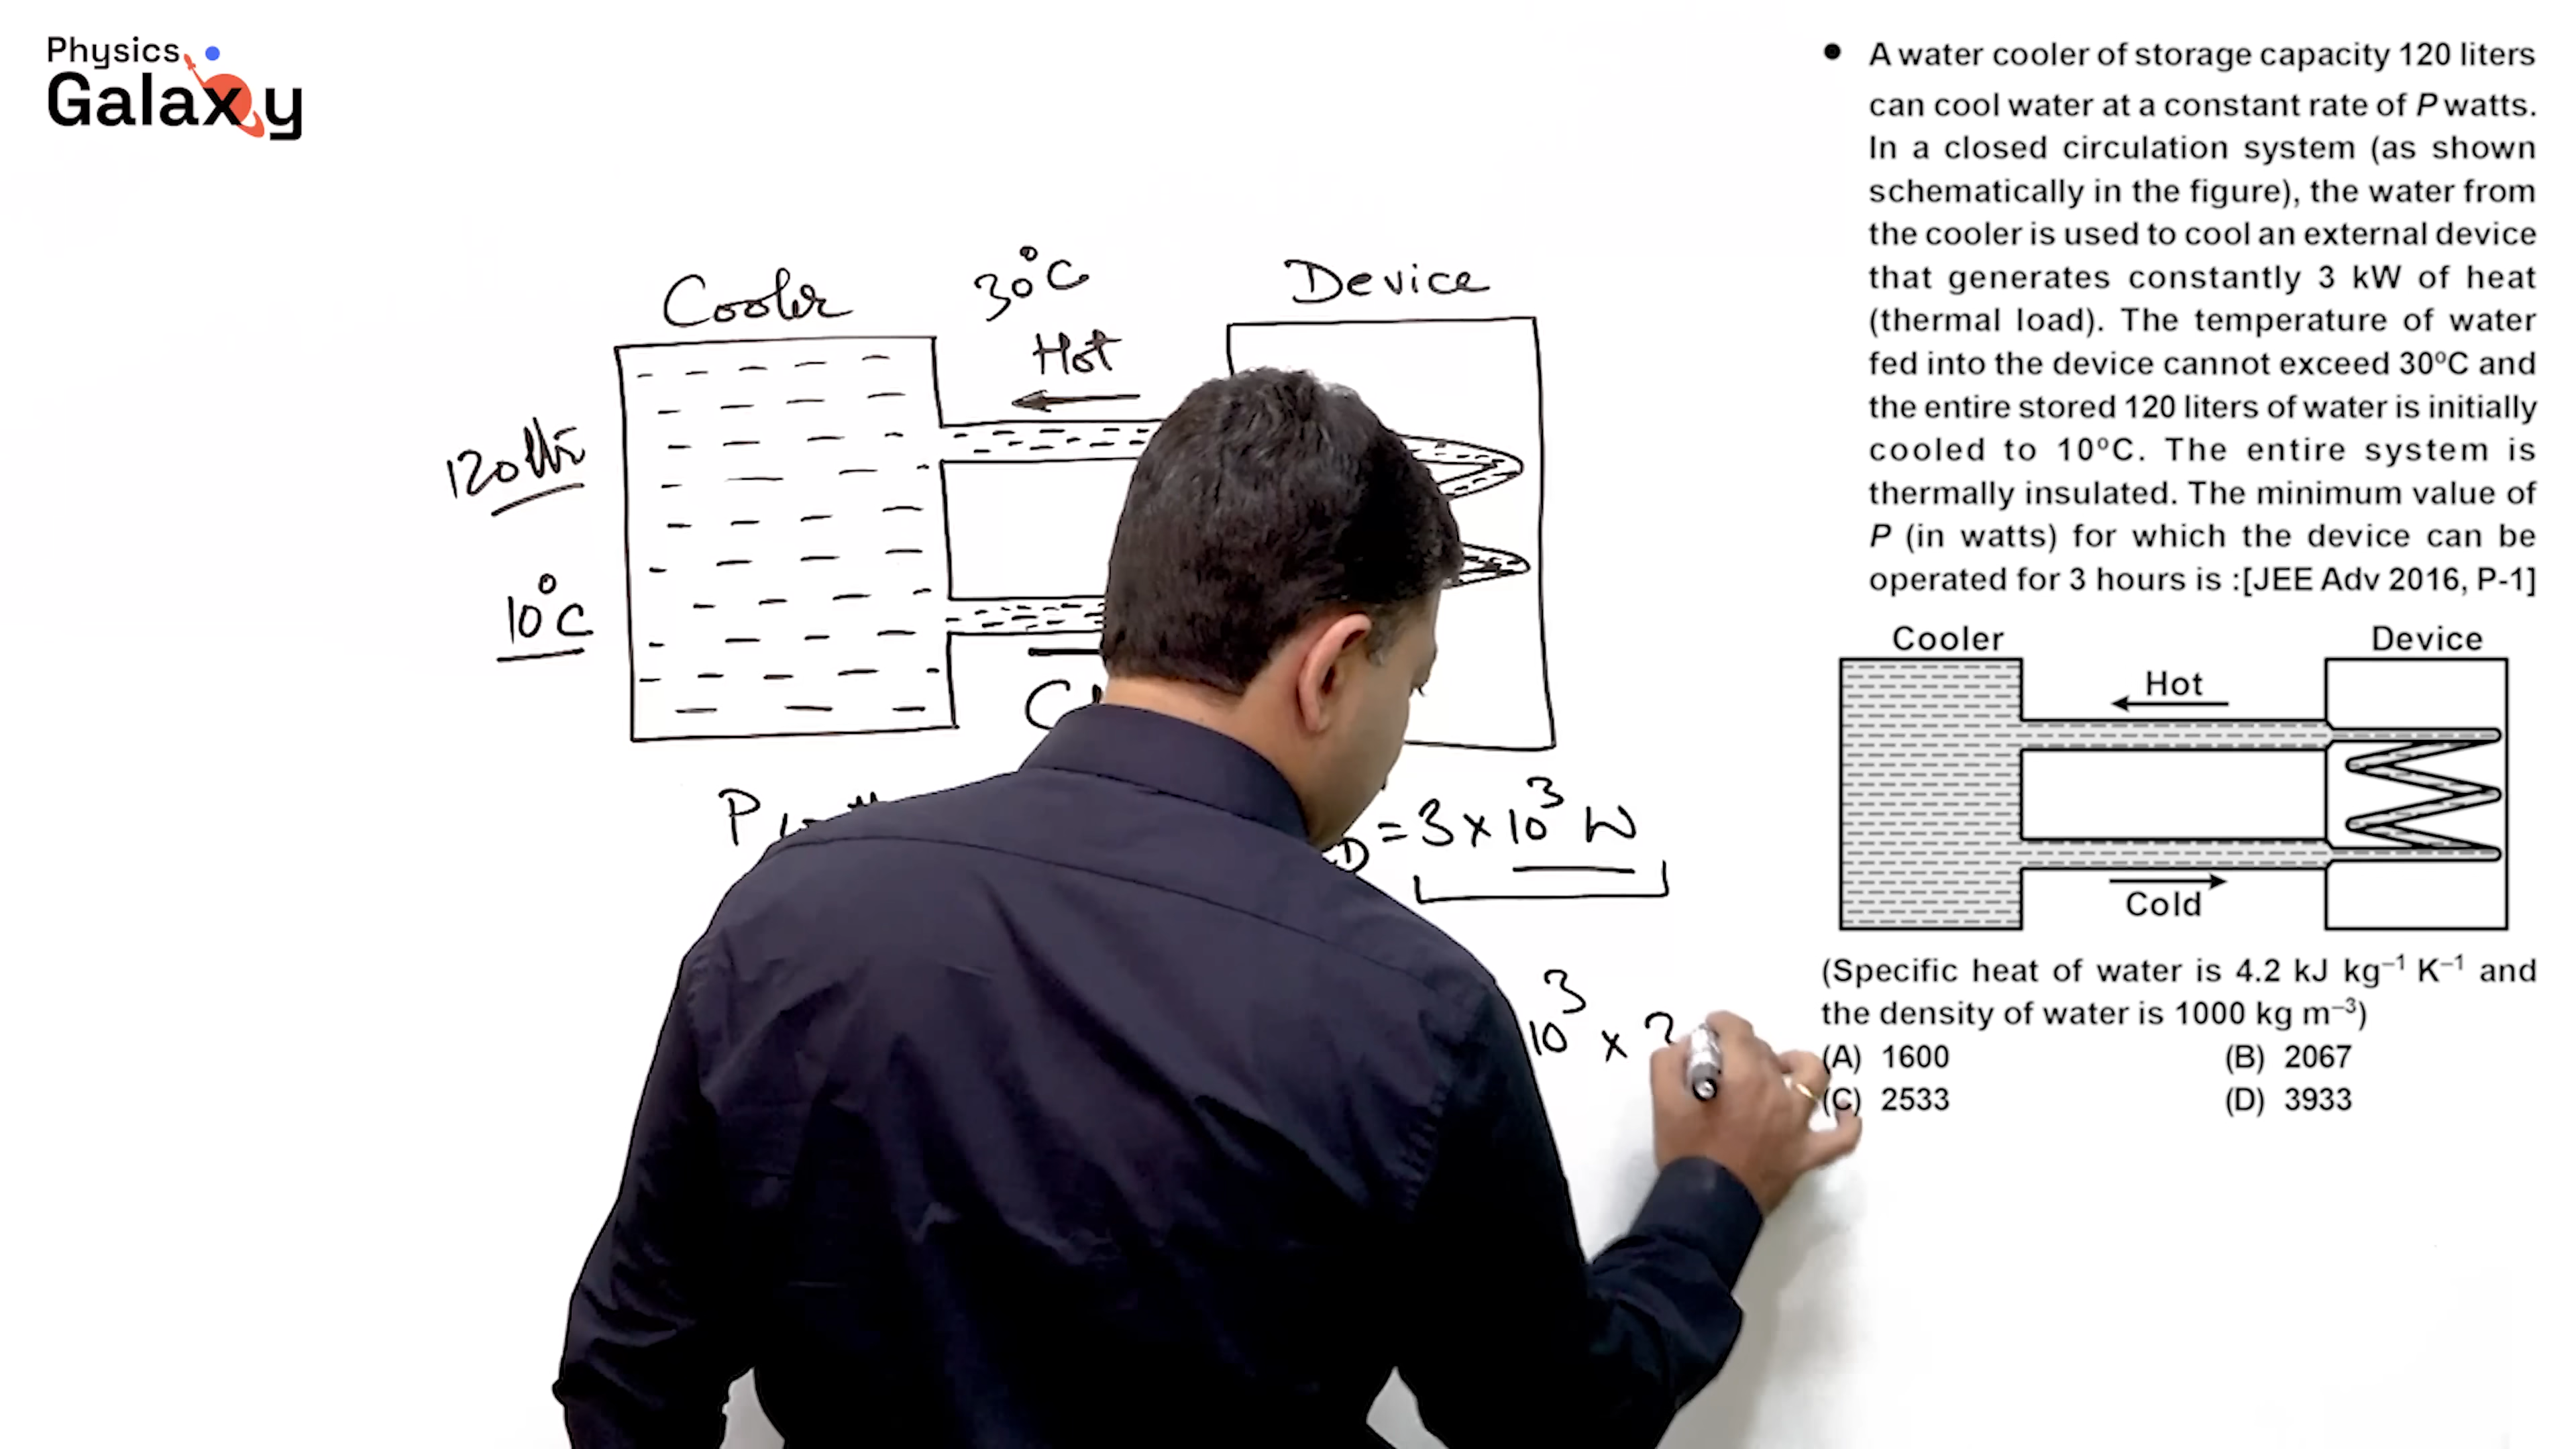 Physics
Galaxy
Cooler
30°C
Hot
Device
120 ltr
10°C
= 3 × 10³ W
10³ ×
● A water cooler of storage capacity 120 liters
can cool water at a constant rate of P watts.
In a closed circulation system (as shown
schematically in the figure), the water from
the cooler is used to cool an external device
that generates constantly 3 kW of heat
(thermal load). The temperature of water
fed into the device cannot exceed 30ºC and
the entire stored 120 liters of water is initially
cooled to 10ºC. The entire system is
thermally insulated. The minimum value of
P (in watts) for which the device can be
operated for 3 hours is :[JEE Adv 2016, P-1]
Cooler Device
Hot
Cold
(Specific heat of water is 4.2 kJ kg⁻¹ K⁻¹ and
the density of water is 1000 kg m⁻³)
(A) 1600 (B) 2067
(C) 2533 (D) 3933